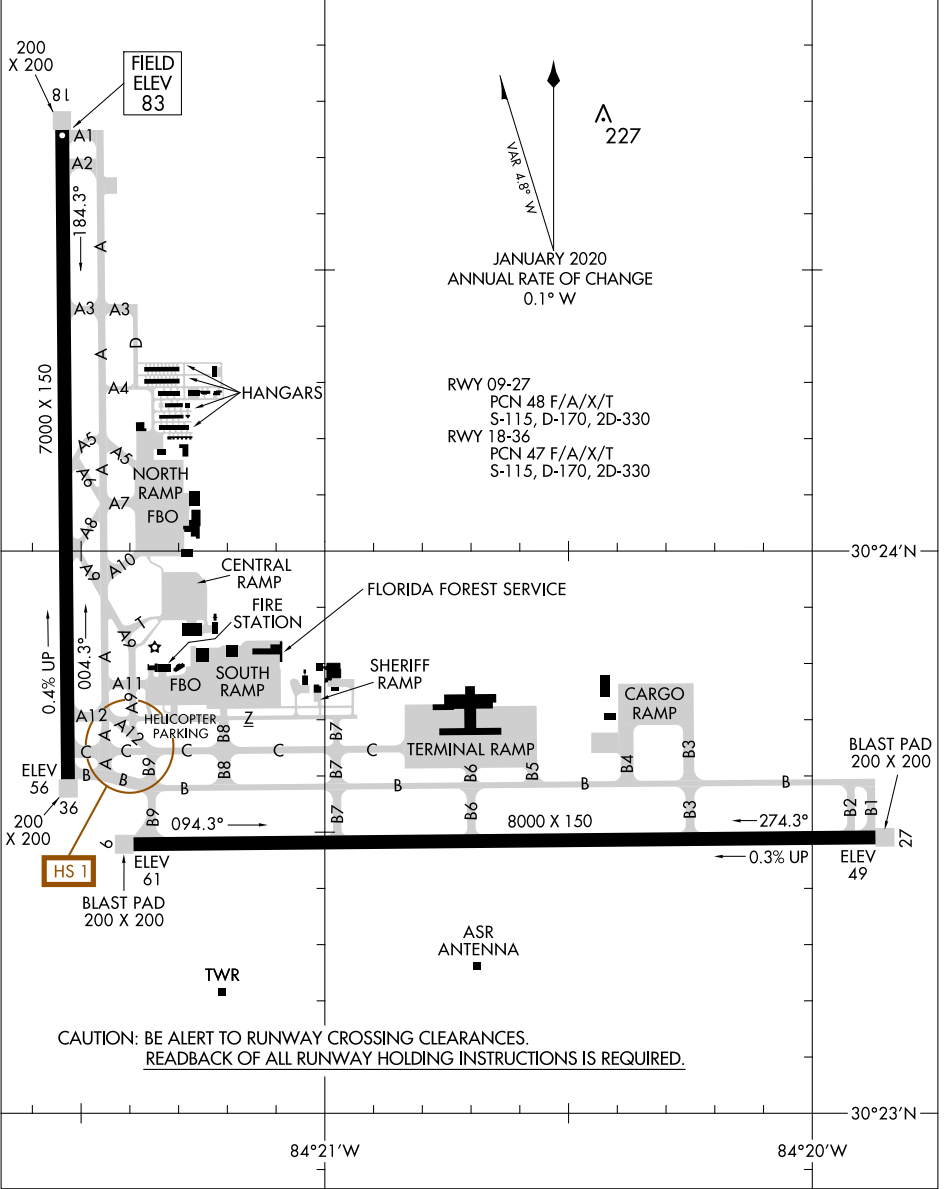 200
X 200
FIELD
ELEV
83
18
A1
A2
184.3°
A
227
VAR 4.8° W
JANUARY 2020
ANNUAL RATE OF CHANGE
0.1° W
A3
A3
D
A
A4
HANGARS
7000 X 150
RWY 09-27
PCN 48 F/A/X/T
S-115, D-170, 2D-330
RWY 18-36
PCN 47 F/A/X/T
S-115, D-170, 2D-330
A5
A5
A6
A
A7
A8
NORTH
RAMP
FBO
A9
A10
30°24'N
CENTRAL
RAMP
FIRE
STATION
FLORIDA FOREST SERVICE
A9
T
0.4% UP
004.3°
A
A11
A9
FBO
SOUTH
RAMP
SHERIFF
RAMP
CARGO
RAMP
A12
A12
HELICOPTER
PARKING
Z
B8
B7
A
C
C
C
C
C
TERMINAL RAMP
BLAST PAD
200 X 200
A
B
B
B9
B8
B7
B6
B5
B4
B3
ELEV
56
36
B
B
B
B
200
X 200
B9
094.3°
B7
B6
8000 X 150
B3
274.3°
B2
B1
9
27
ELEV
61
0.3% UP
ELEV
49
HS 1
BLAST PAD
200 X 200
ASR
ANTENNA
TWR
CAUTION: BE ALERT TO RUNWAY CROSSING CLEARANCES.
READBACK OF ALL RUNWAY HOLDING INSTRUCTIONS IS REQUIRED.
30°23'N
84°21'W
84°20'W